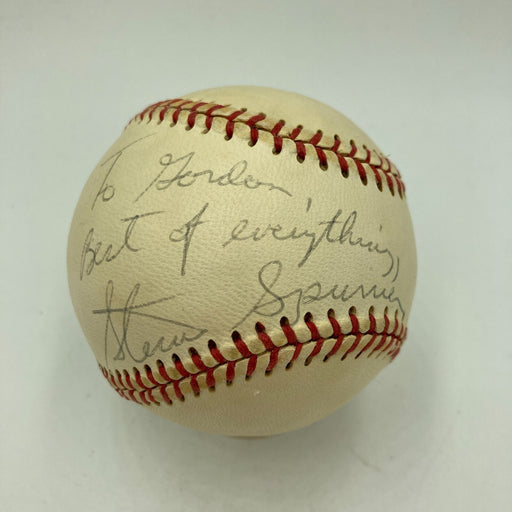 To Gordon,
Best of everything,
Steve Spurrier